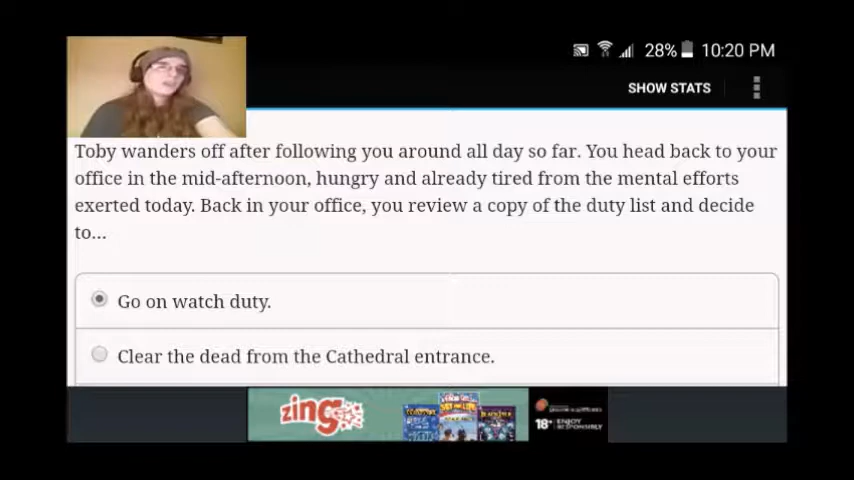 28% 10:20 PM
SHOW STATS
Toby wanders off after following you around all day so far. You head back to your
office in the mid-afternoon, hungry and already tired from the mental efforts
exerted today. Back in your office, you review a copy of the duty list and decide
to...
Go on watch duty.
Clear the dead from the Cathedral entrance.
zing
18+ ENJOY
RESPONSIBLY